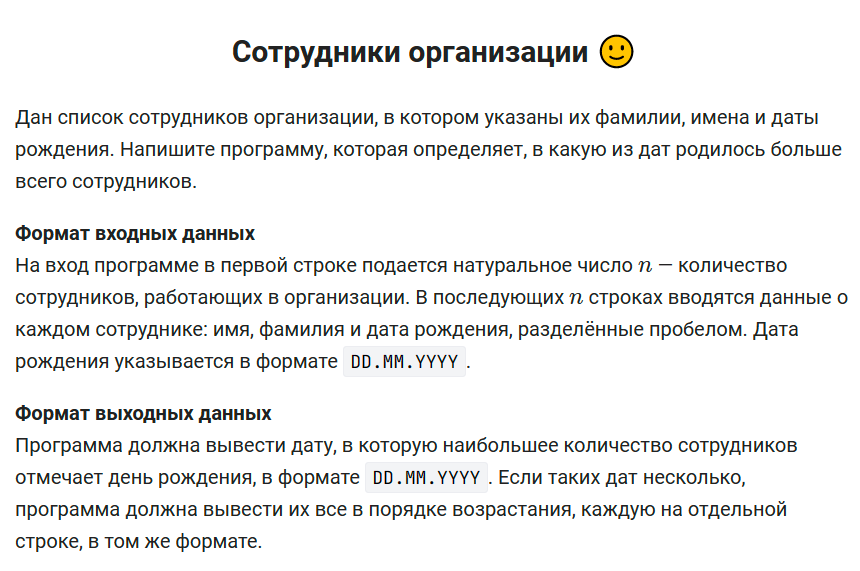 Сотрудники организации 🙂
Дан список сотрудников организации, в котором указаны их фамилии, имена и даты
рождения. Напишите программу, которая определяет, в какую из дат родилось больше
всего сотрудников.
Формат входных данных
На вход программе в первой строке подается натуральное число n — количество
сотрудников, работающих в организации. В последующих n строках вводятся данные о
каждом сотруднике: имя, фамилия и дата рождения, разделённые пробелом. Дата
рождения указывается в формате DD.MM.YYYY.
Формат выходных данных
Программа должна вывести дату, в которую наибольшее количество сотрудников
отмечает день рождения, в формате DD.MM.YYYY. Если таких дат несколько,
программа должна вывести их все в порядке возрастания, каждую на отдельной
строке, в том же формате.